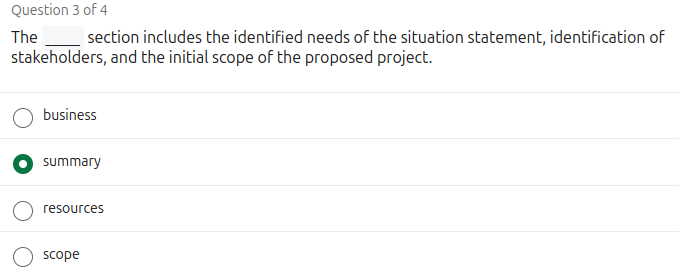 Question 3 of 4
The ____ section includes the identified needs of the situation statement, identification of
stakeholders, and the initial scope of the proposed project.
business
summary
resources
scope